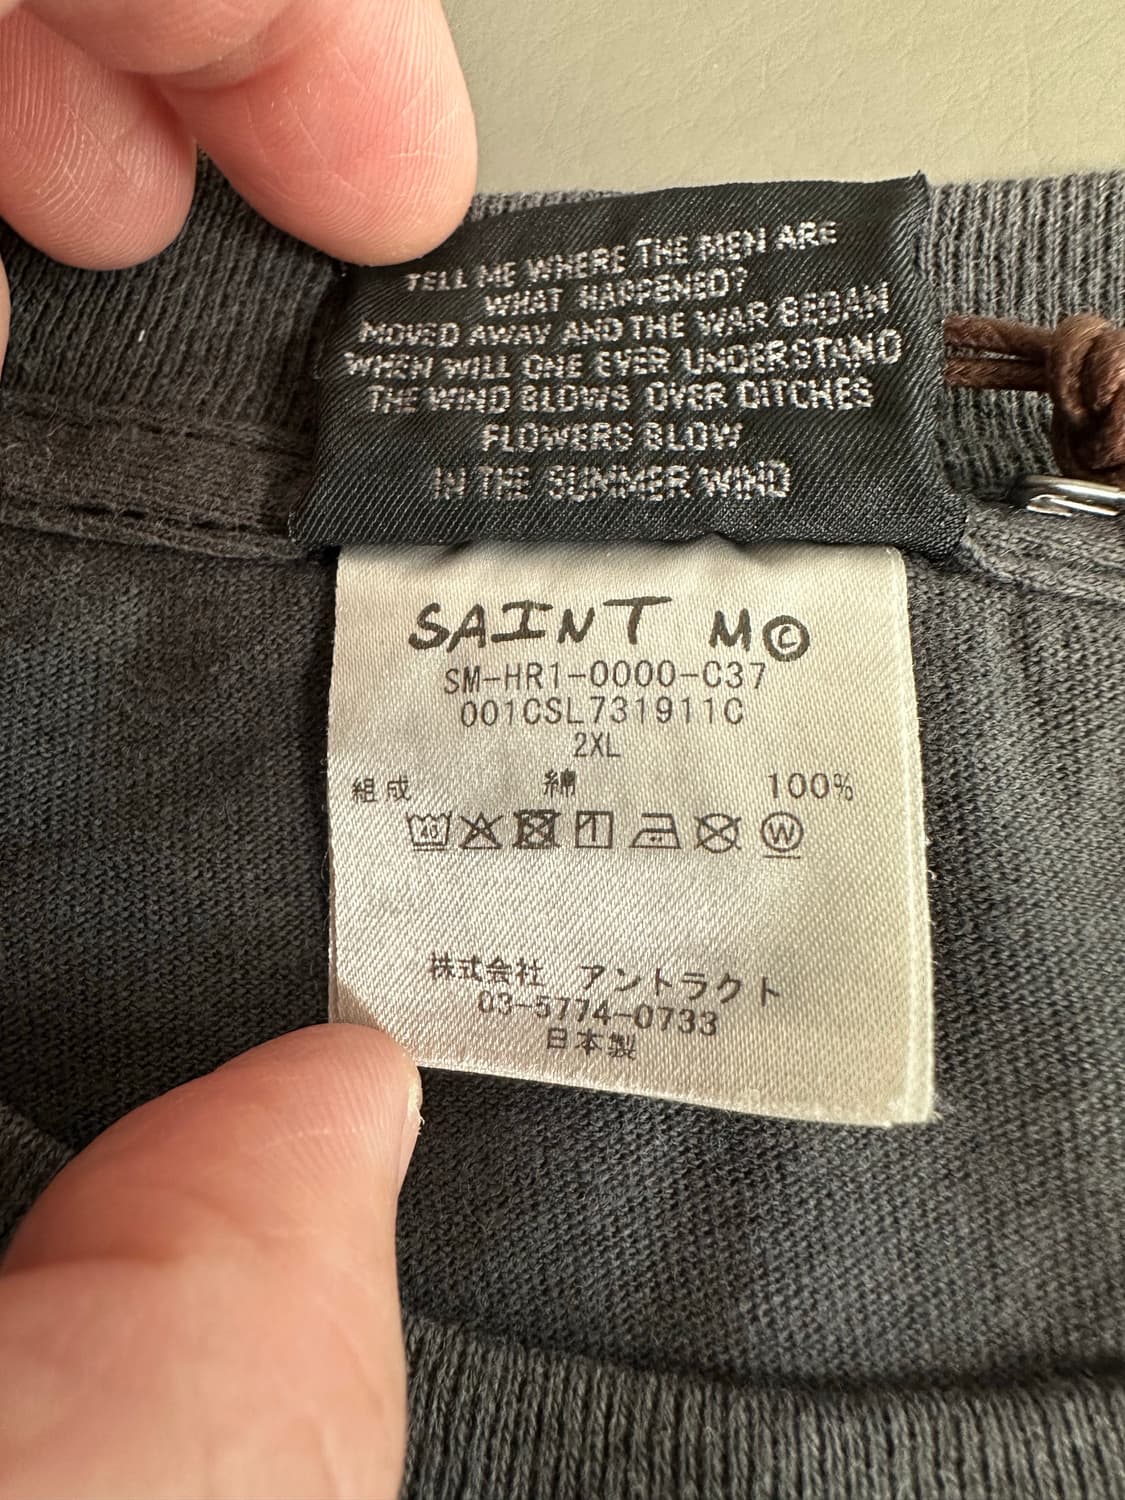 TELL ME WHERE THE MEN ARE
WHAT HAPPENED?
MOVED AWAY AND THE WAR BEGAN
WHEN WILL ONE EVER UNDERSTAND
THE WIND BLOWS OVER DITCHES
FLOWERS BLOW
IN THE SUMMER WIND
SAINT M©
SM-HR1-0000-C37
001CSL731911C
2XL
組成 綿 100%
40 1 W
株式会社 アントラクト
03-5774-0733
日本製